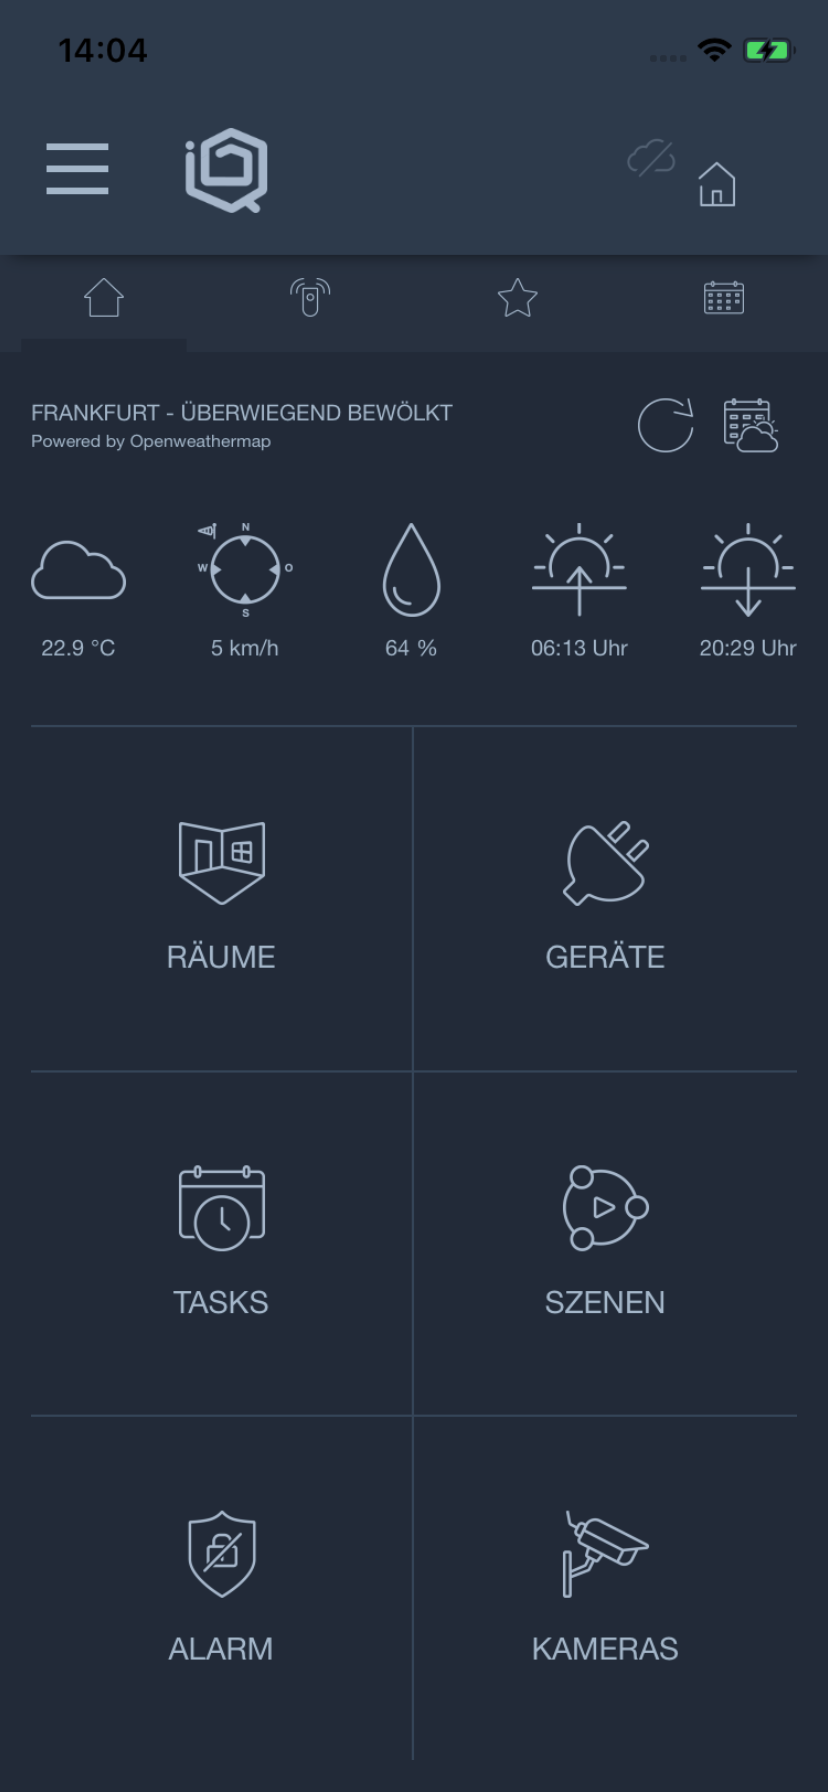 14:04
iQ
FRANKFURT - ÜBERWIEGEND BEWÖLKT
Powered by Openweathermap
N
W O
S
22.9 °C 5 km/h 64 % 06:13 Uhr 20:29 Uhr
RÄUME GERÄTE
TASKS SZENEN
ALARM KAMERAS